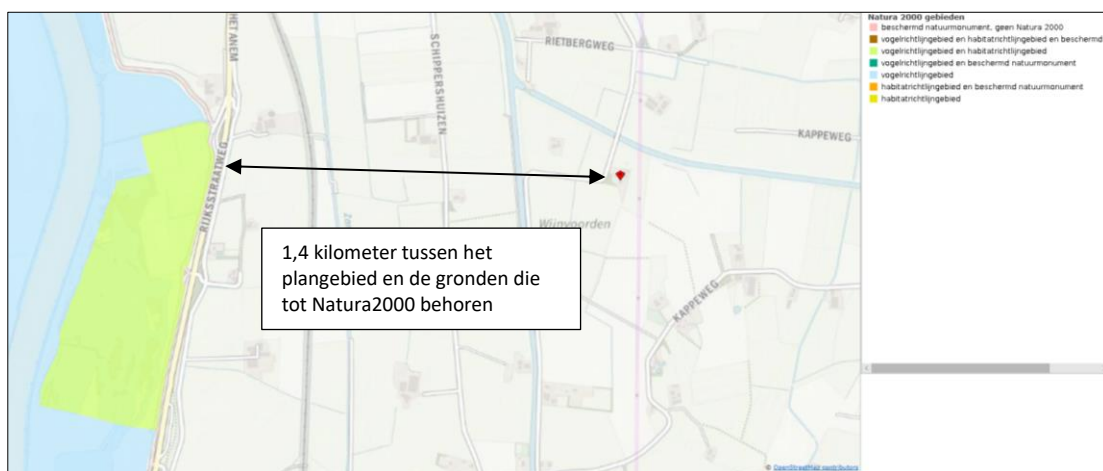 HET ANEM
RIJKSSTRAATWEG
SCHIPPERSHUIZEN
RIETBERGWEG
KAPPEWEG
Wijnvoorden
KAPPEWEG
1,4 kilometer tussen het
plangebied en de gronden die
tot Natura2000 behoren
© OpenStreetMap contributors
Natura 2000 gebieden
beschermd natuurmonument, geen Natura 2000
vogelrichtlijngebied en habitatrichtlijngebied en beschermd
vogelrichtlijngebied en habitatrichtlijngebied
vogelrichtlijngebied en beschermd natuurmonument
vogelrichtlijngebied
habitatrichtlijngebied en beschermd natuurmonument
habitatrichtlijngebied